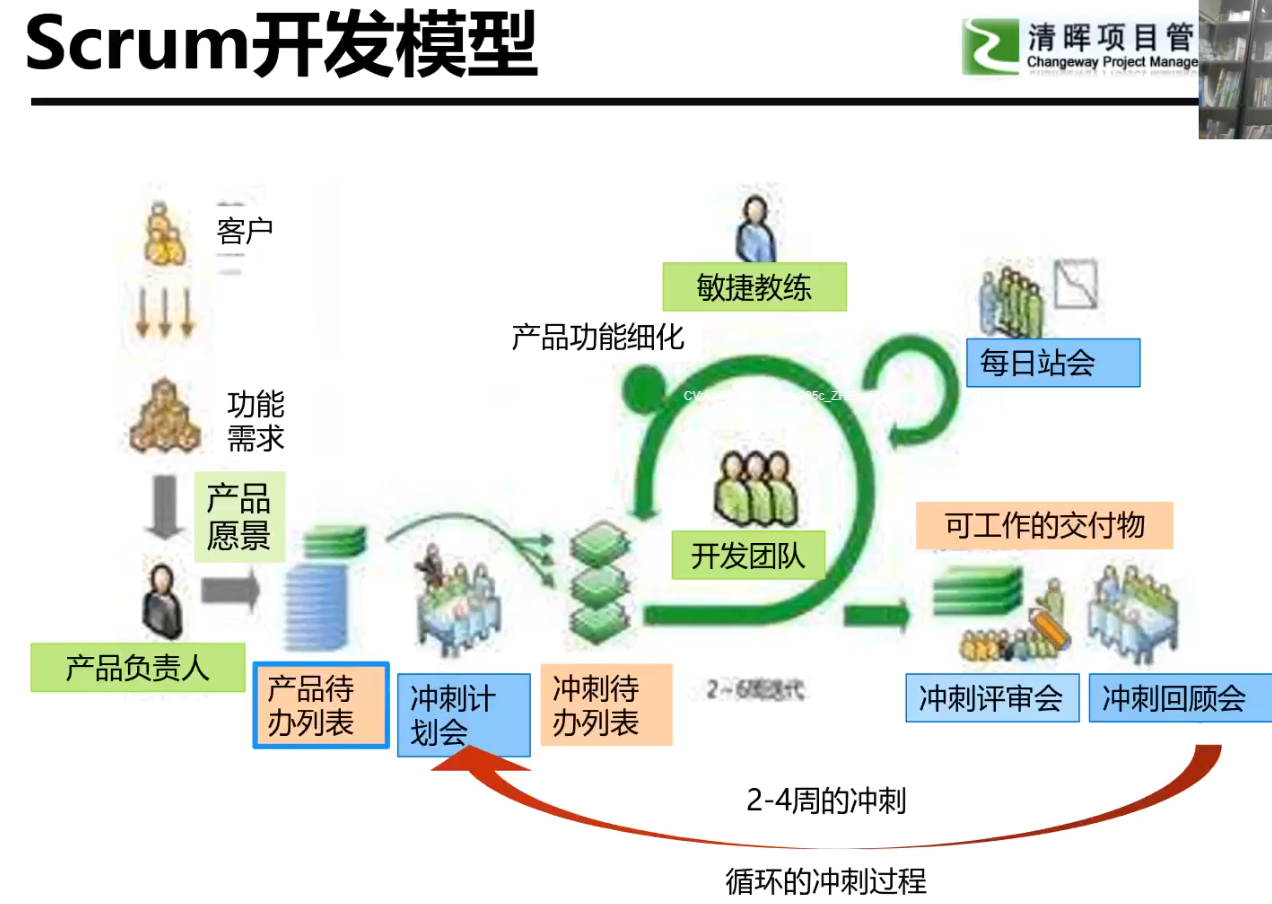 Scrum开发模型
清晖项目管
Changeway Project Manage
客户
敏捷教练
产品功能细化
每日站会
功能
需求
产品
愿景
可工作的交付物
开发团队
产品负责人
产品待
办列表
冲刺计
划会
冲刺待
办列表
2~6周迭代
冲刺评审会
冲刺回顾会
2-4周的冲刺
循环的冲刺过程